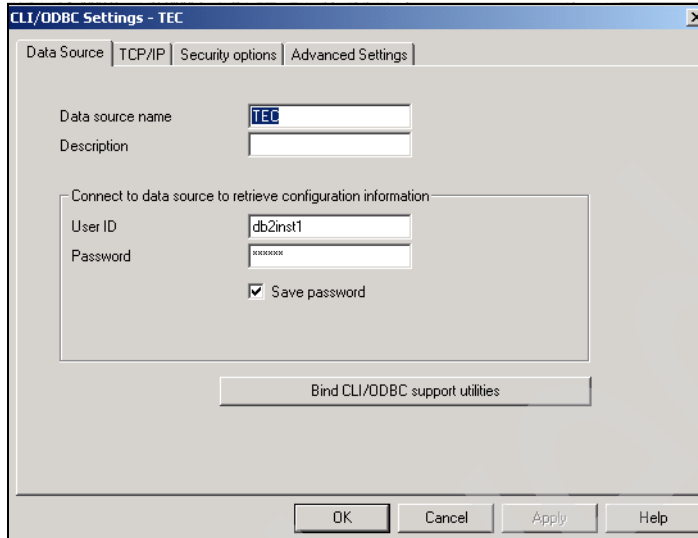 CLI/ODBC Settings - TEC
Data Source TCP/IP Security options Advanced Settings
Data source name TEC
Description
Connect to data source to retrieve configuration information
User ID db2inst1
Password xxxxxx
Save password
Bind CLI/ODBC support utilities
OK Cancel Apply Help